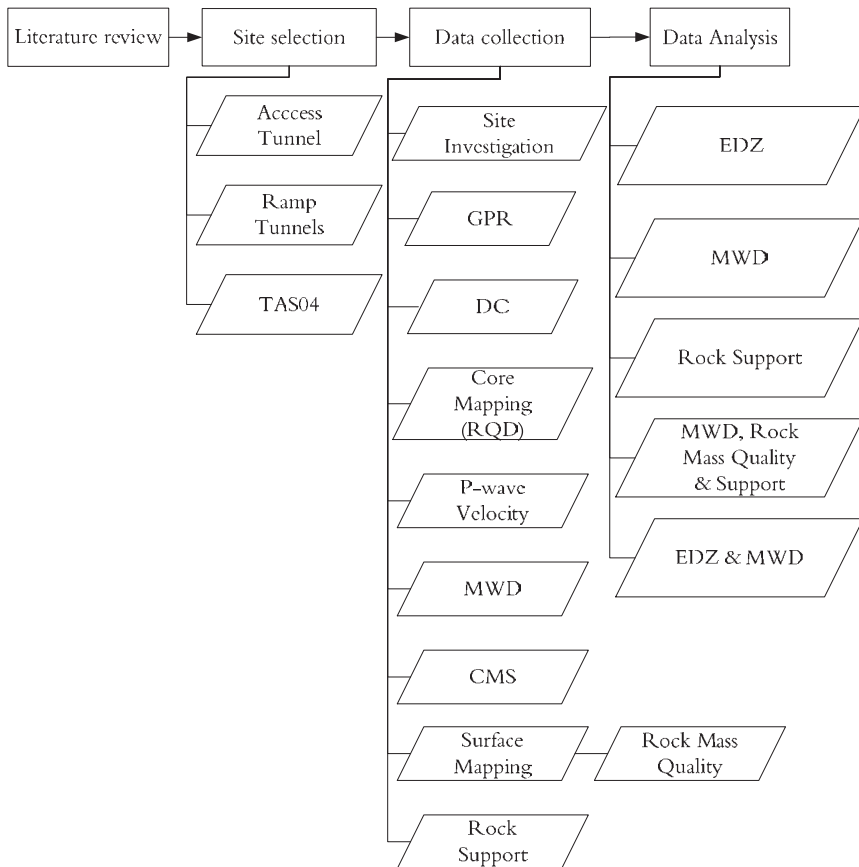 Literature review
Site selection
Data collection
Data Analysis
Acccess
Tunnel
Ramp
Tunnels
TAS04
Site
Investigation
GPR
DC
Core
Mapping
(RQD)
P-wave
Velocity
MWD
CMS
Surface
Mapping
Rock Mass
Quality
Rock
Support
EDZ
MWD
Rock Support
MWD, Rock
Mass Quality
& Support
EDZ & MWD